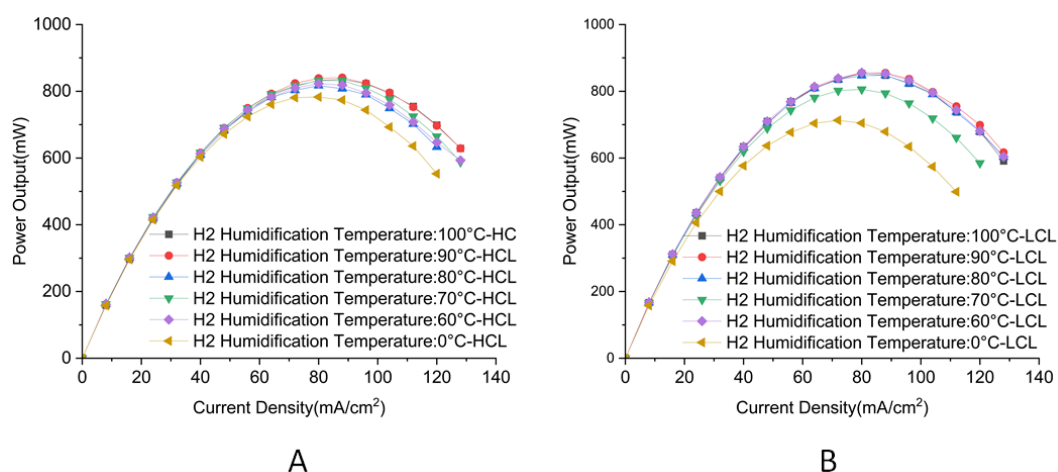 1000
800
600
400
200
0
Power Output(mW)
H2 Humidification Temperature:100°C-HC
H2 Humidification Temperature:90°C-HCL
H2 Humidification Temperature:80°C-HCL
H2 Humidification Temperature:70°C-HCL
H2 Humidification Temperature:60°C-HCL
H2 Humidification Temperature:0°C-HCL
0 20 40 60 80 100 120 140
Current Density(mA/cm²)
A
1000
800
600
400
200
0
Power Output(mW)
H2 Humidification Temperature:100°C-LCL
H2 Humidification Temperature:90°C-LCL
H2 Humidification Temperature:80°C-LCL
H2 Humidification Temperature:70°C-LCL
H2 Humidification Temperature:60°C-LCL
H2 Humidification Temperature:0°C-LCL
0 20 40 60 80 100 120 140
Current Density(mA/cm²)
B